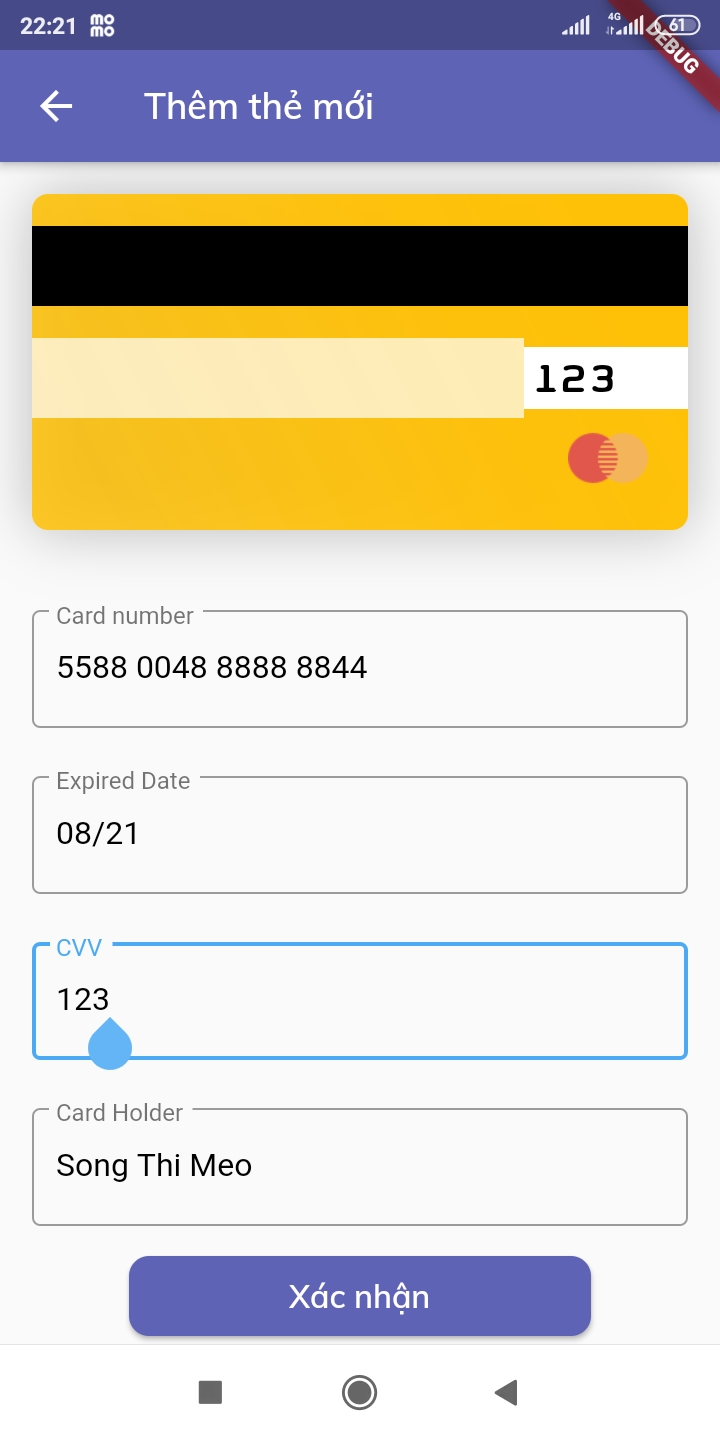 22:21 mo mo 4G 61
DEBUG
Thêm thẻ mới
123
Card number
5588 0048 8888 8844
Expired Date
08/21
CVV
123
Card Holder
Song Thi Meo
Xác nhận